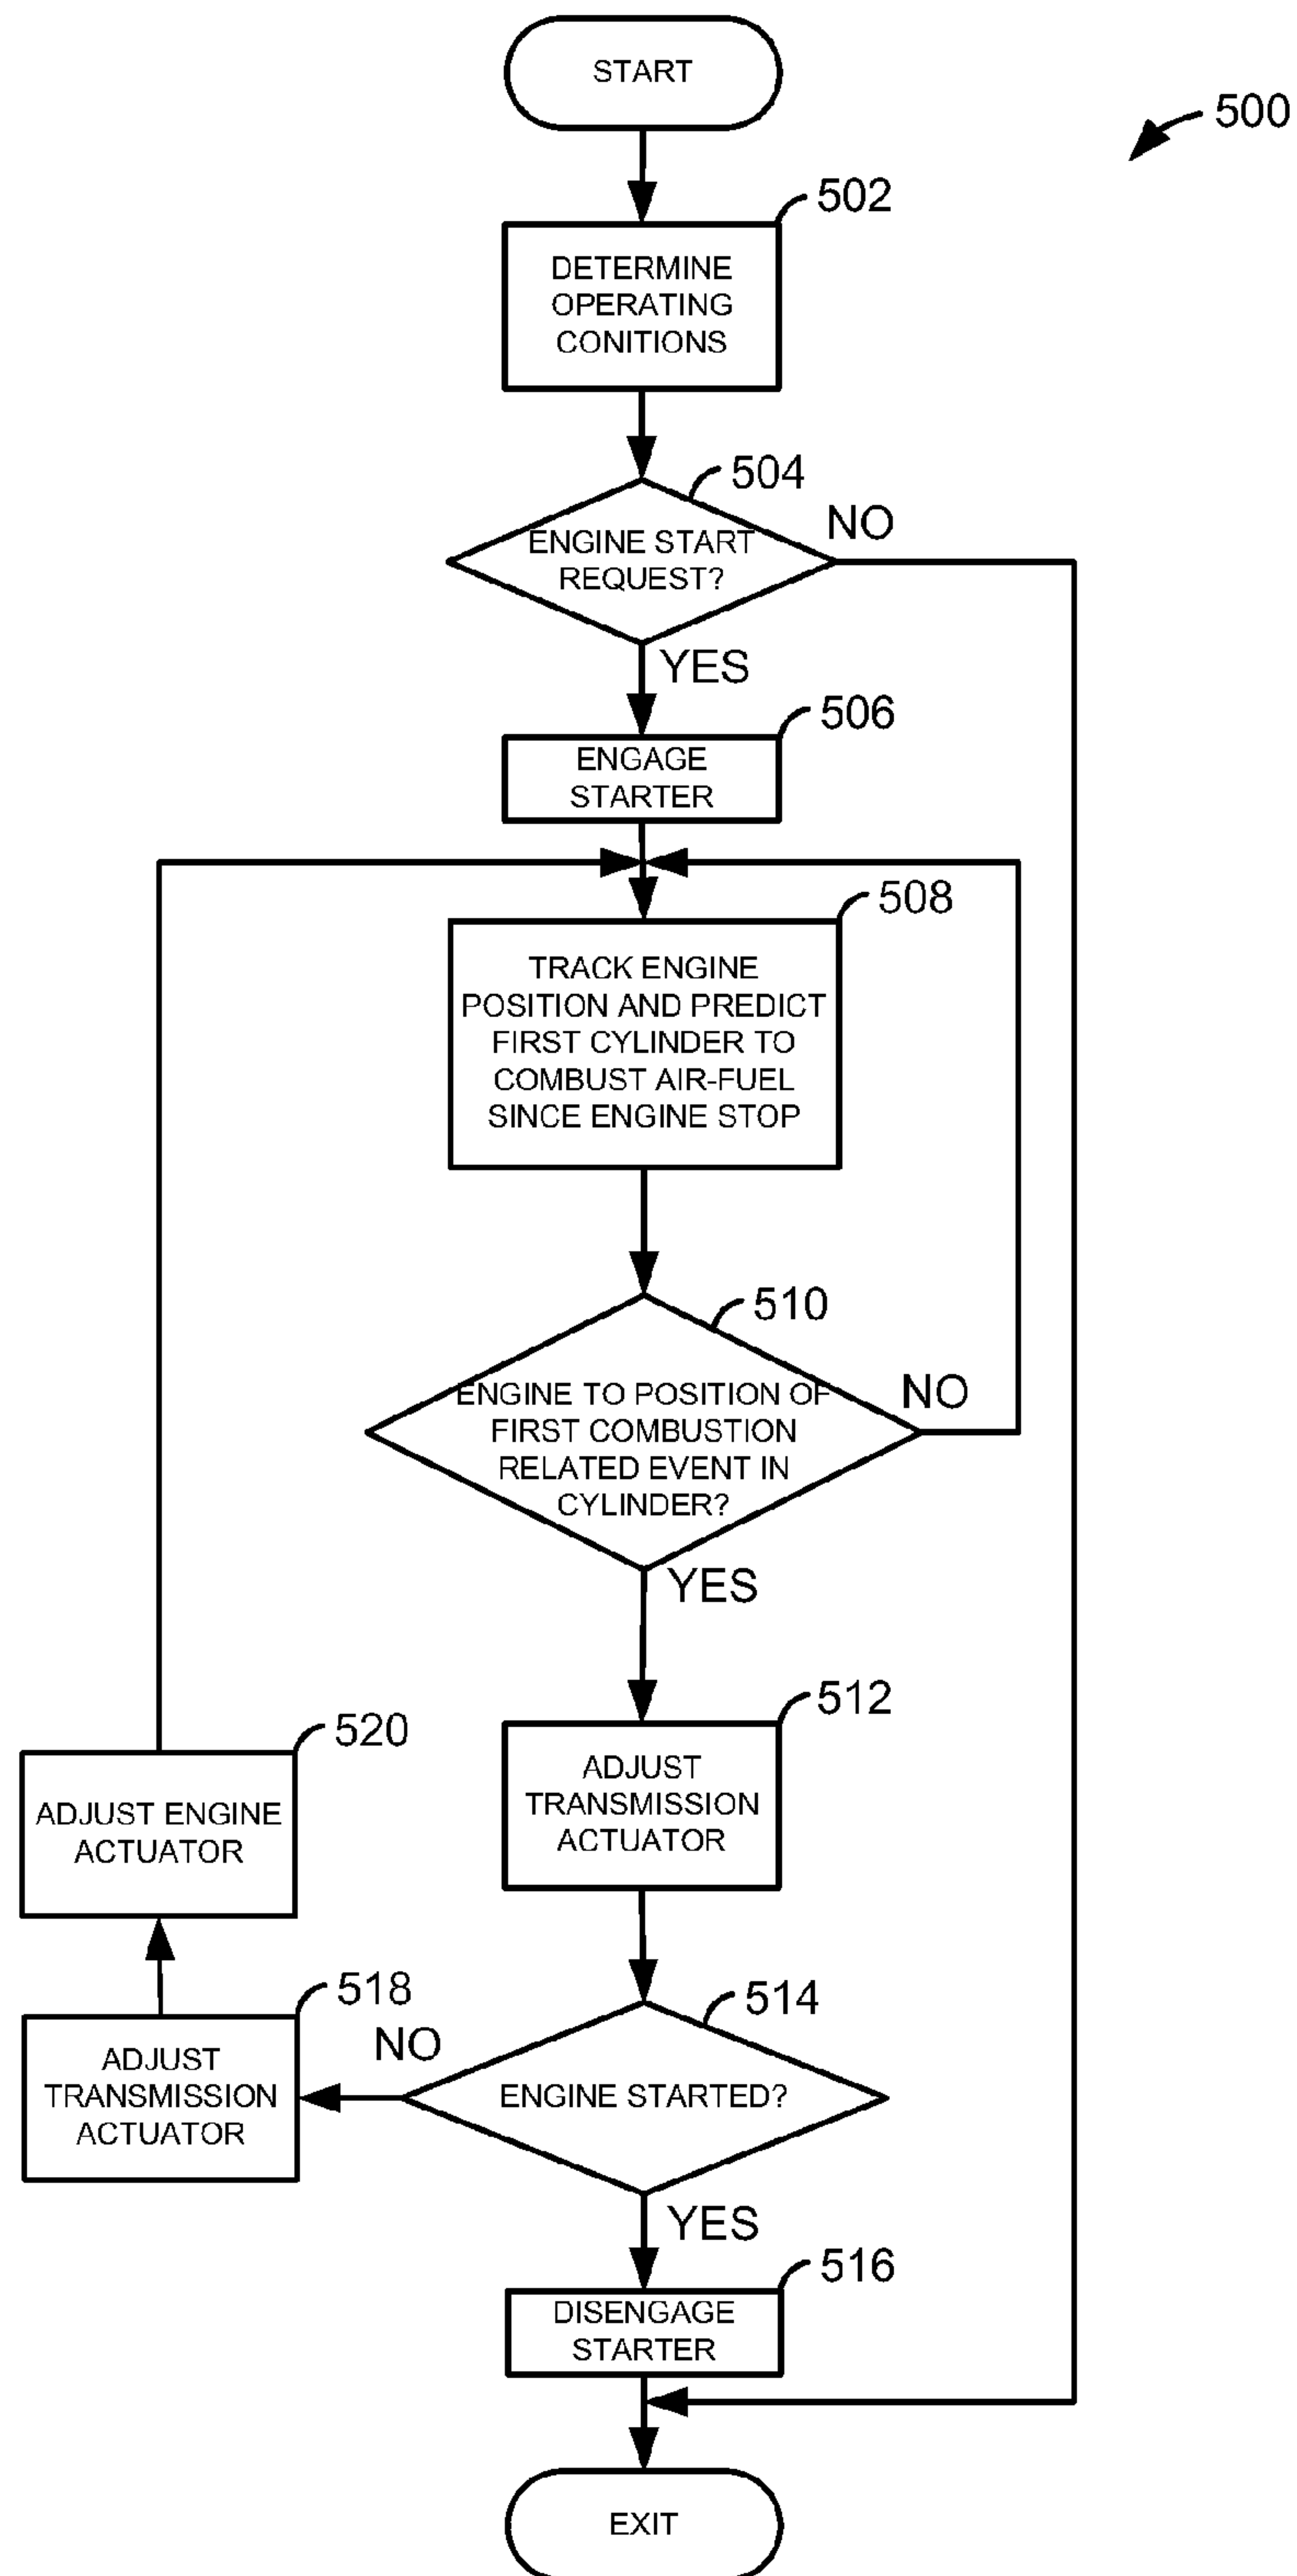 START
500
502
DETERMINE
OPERATING
CONITIONS
504
NO
ENGINE START
REQUEST?
YES
506
ENGAGE
STARTER
508
TRACK ENGINE
POSITION AND PREDICT
FIRST CYLINDER TO
COMBUST AIR-FUEL
SINCE ENGINE STOP
510
NO
ENGINE TO POSITION OF
FIRST COMBUSTION
RELATED EVENT IN
CYLINDER?
YES
512
ADJUST
TRANSMISSION
ACTUATOR
520
ADJUST ENGINE
ACTUATOR
514
ENGINE STARTED?
NO
518
ADJUST
TRANSMISSION
ACTUATOR
YES
516
DISENGAGE
STARTER
EXIT